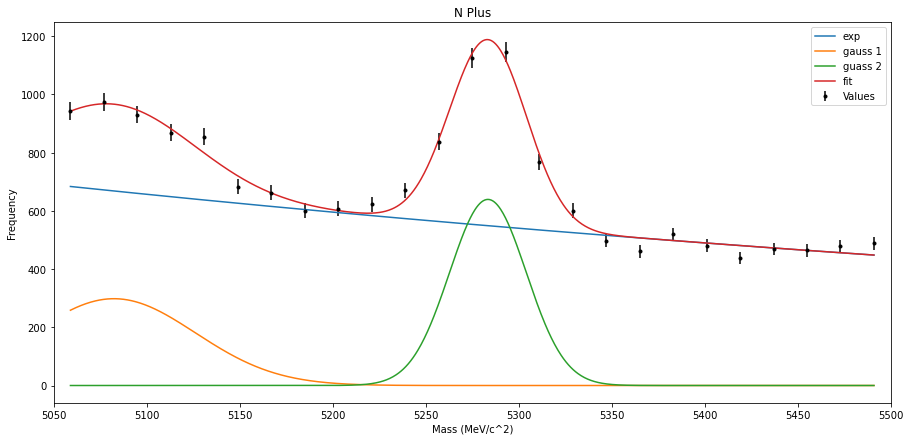 N Plus
1200
1000
800
600
400
200
0
Frequency
5050 5100 5150 5200 5250 5300 5350 5400 5450 5500
Mass (MeV/c^2)
exp
gauss 1
guass 2
fit
Values